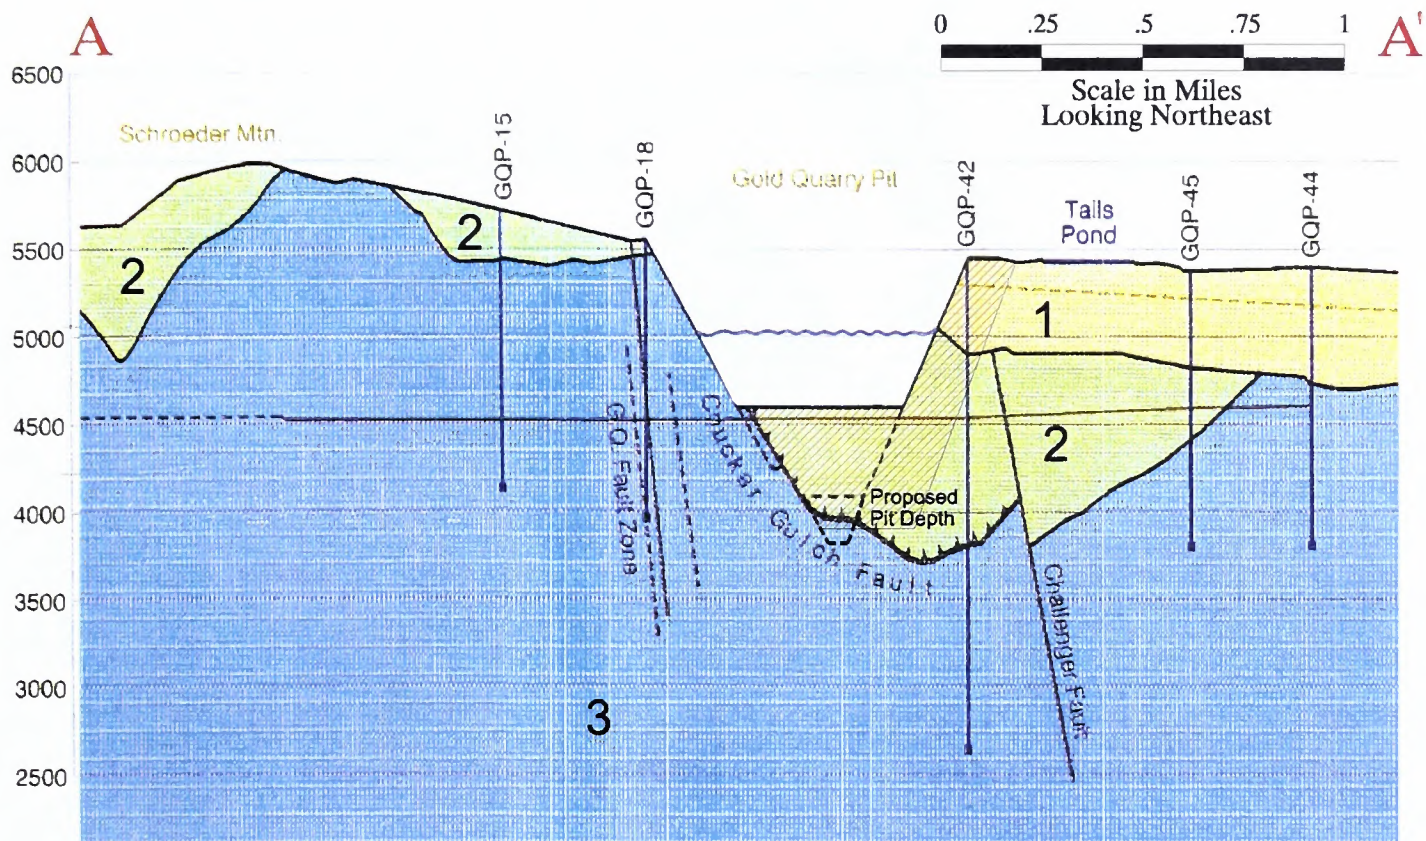 A
A'
0 .25 .5 .75 1
Scale in Miles
Looking Northeast
6500
6000
5500
5000
4500
4000
3500
3000
2500
Schroeder Mtn.
GQP-15
GQP-18
Gold Quarry Pit
GQP-42
Tails
Pond
GQP-45
GQP-44
2
2
1
2
3
G.Q. Fault Zone
Chuckar Gulch Fault
Proposed
Pit Depth
Challenger Fault